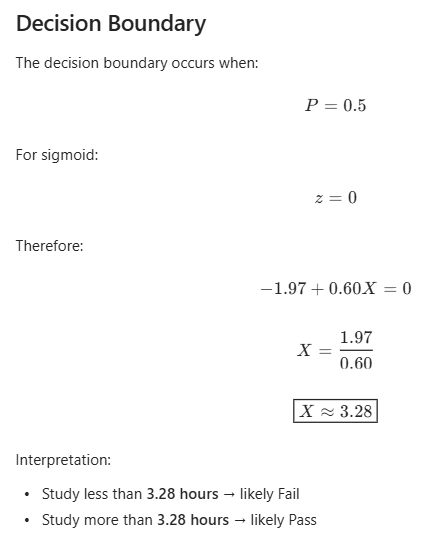 Decision Boundary
The decision boundary occurs when:
P = 0.5
For sigmoid:
z = 0
Therefore:
−1.97 + 0.60X = 0
X = 1.97/0.60
X ≈ 3.28
Interpretation:
• Study less than 3.28 hours → likely Fail
• Study more than 3.28 hours → likely Pass